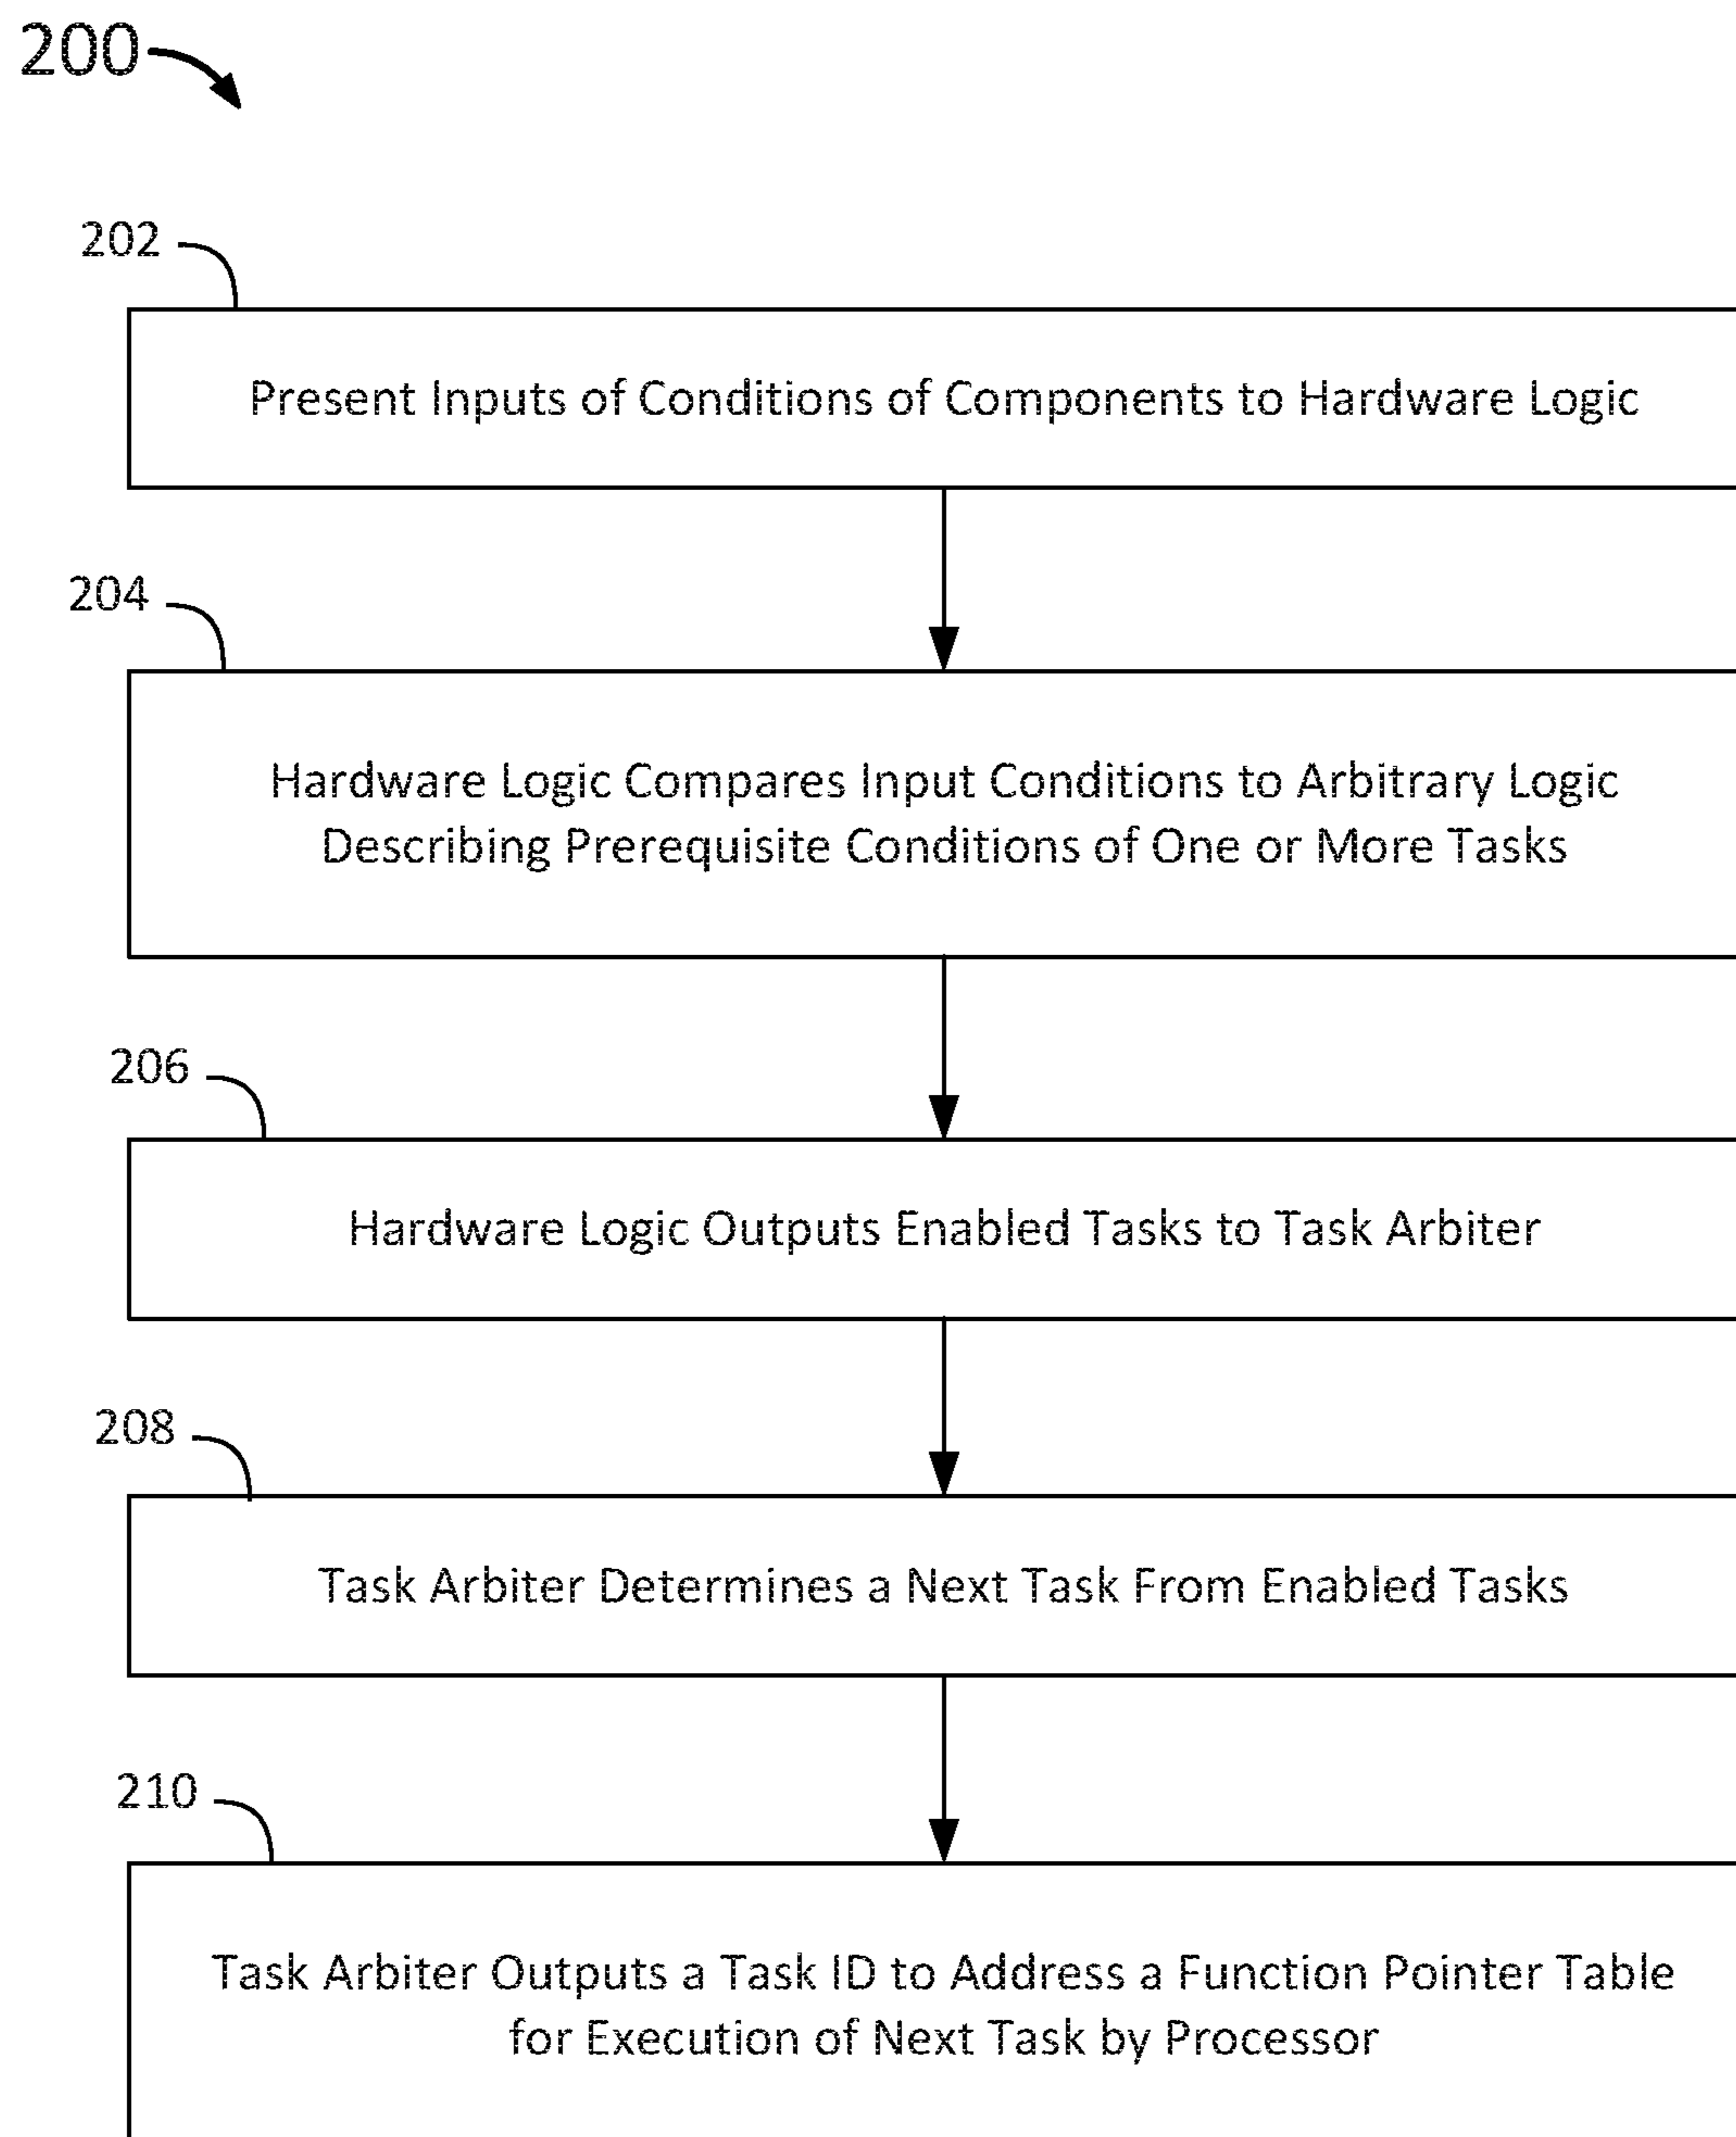 200
202
Present Inputs of Conditions of Components to Hardware Logic
204
Hardware Logic Compares Input Conditions to Arbitrary Logic
Describing Prerequisite Conditions of One or More Tasks
206
Hardware Logic Outputs Enabled Tasks to Task Arbiter
208
Task Arbiter Determines a Next Task From Enabled Tasks
210
Task Arbiter Outputs a Task ID to Address a Function Pointer Table
for Execution of Next Task by Processor